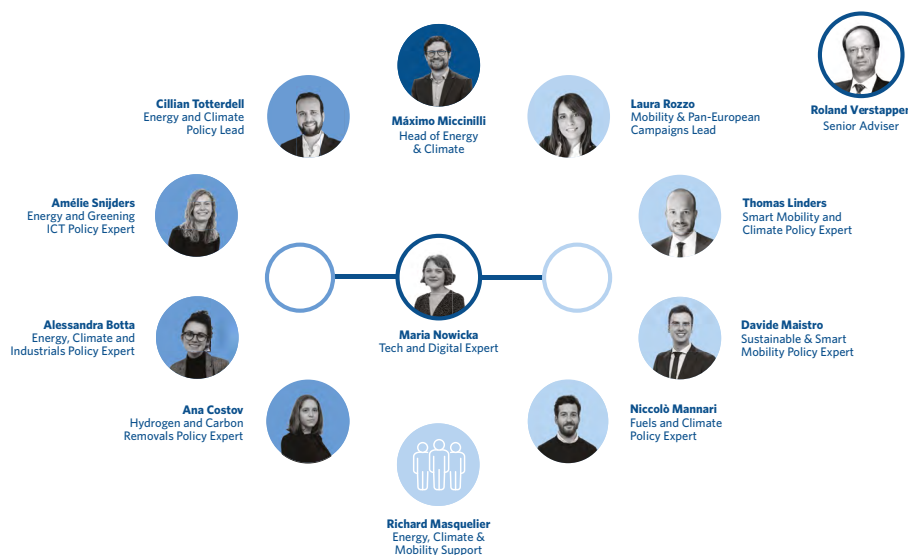 Cillian Totterdell
Energy and Climate
Policy Lead
Máximo Miccinilli
Head of Energy
& Climate
Laura Rozzo
Mobility & Pan-European
Campaigns Lead
Roland Verstappen
Senior Adviser
Amélie Snijders
Energy and Greening
ICT Policy Expert
Thomas Linders
Smart Mobility and
Climate Policy Expert
Maria Nowicka
Tech and Digital Expert
Alessandra Botta
Energy, Climate and
Industrials Policy Expert
Davide Maistro
Sustainable & Smart
Mobility Policy Expert
Ana Costov
Hydrogen and Carbon
Removals Policy Expert
Niccolò Mannari
Fuels and Climate
Policy Expert
Richard Masquelier
Energy, Climate &
Mobility Support